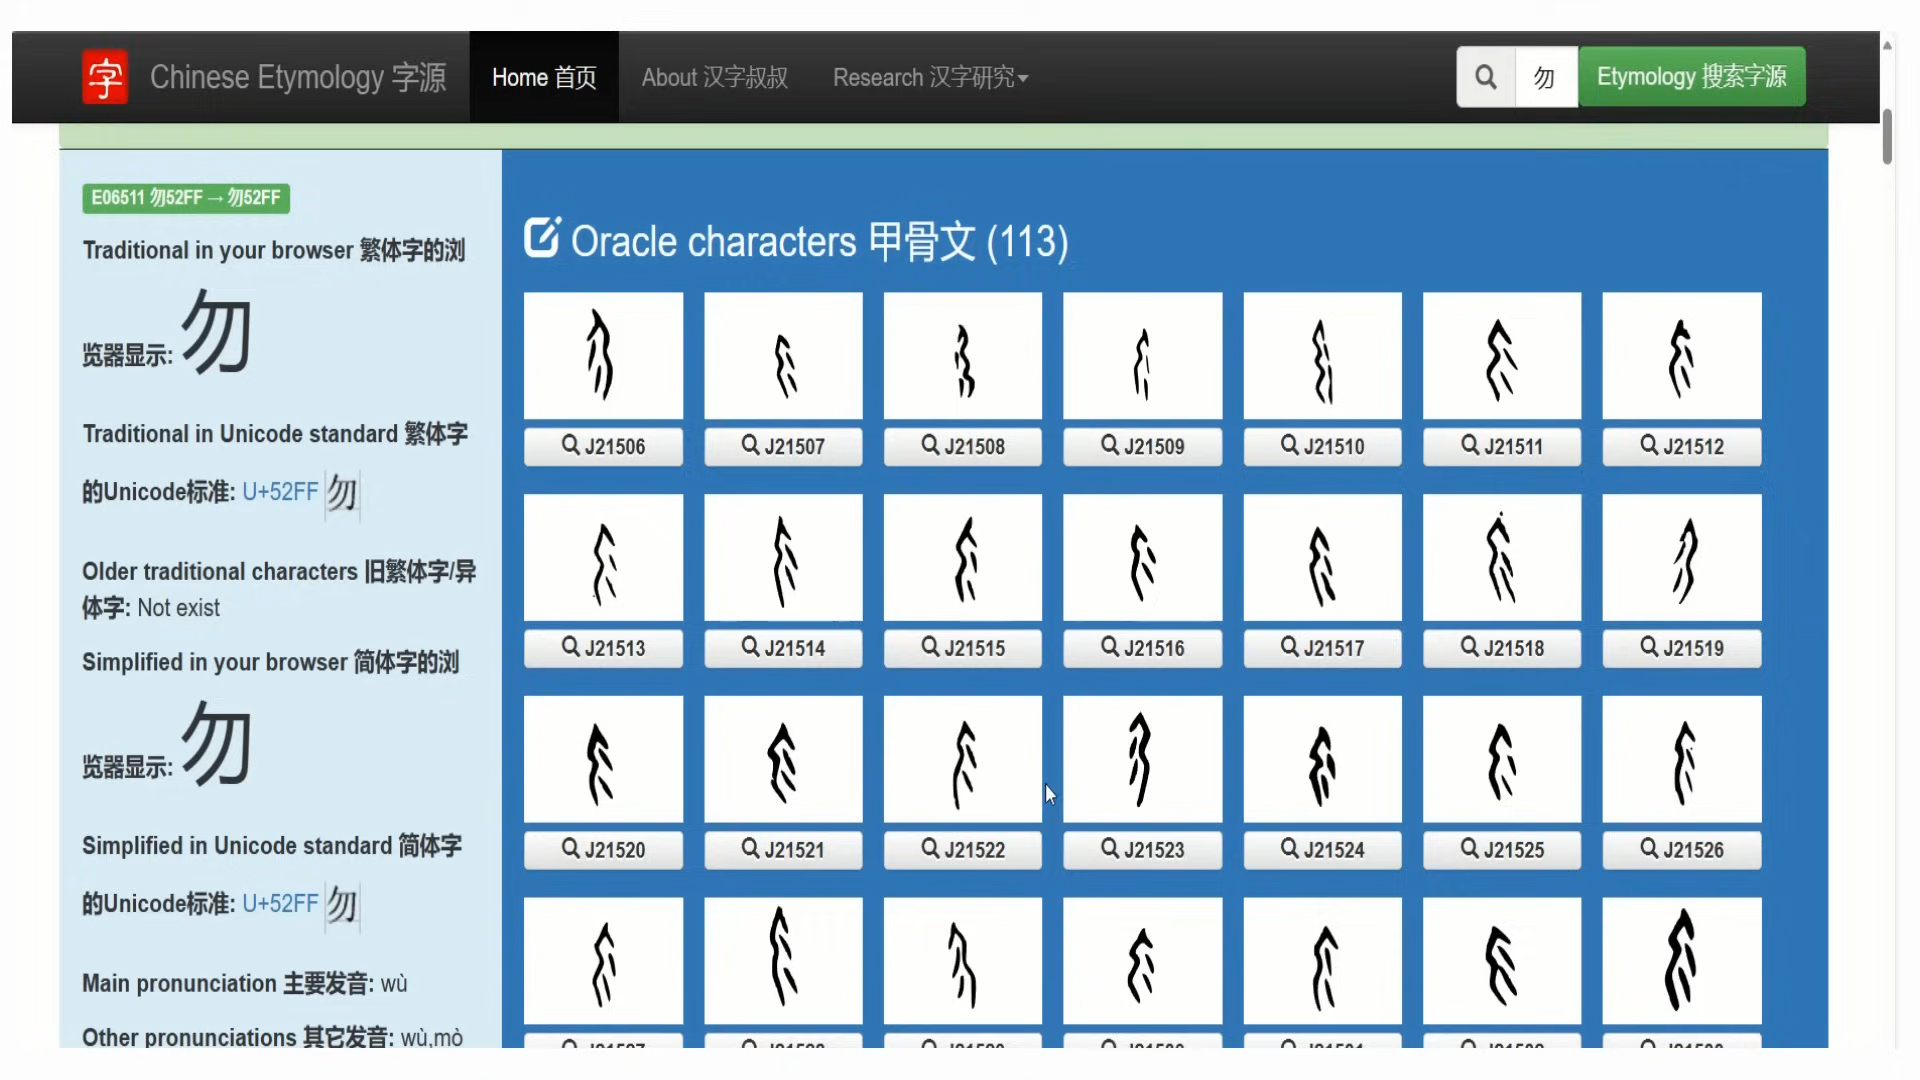 字 Chinese Etymology 字源 Home 首页 About 汉字叔叔 Research 汉字研究 勿 Etymology 搜索字源
E06511 勿52FF → 勿52FF
Traditional in your browser 繁体字的浏
览器显示: 勿
Traditional in Unicode standard 繁体字
的Unicode标准: U+52FF 勿
Older traditional characters 旧繁体字/异
体字: Not exist
Simplified in your browser 简体字的浏
览器显示: 勿
Simplified in Unicode standard 简体字
的Unicode标准: U+52FF 勿
Main pronunciation 主要发音: wù
Other pronunciations 其它发音: wù,mò
Oracle characters 甲骨文 (113)
J21506 J21507 J21508 J21509 J21510 J21511 J21512
J21513 J21514 J21515 J21516 J21517 J21518 J21519
J21520 J21521 J21522 J21523 J21524 J21525 J21526